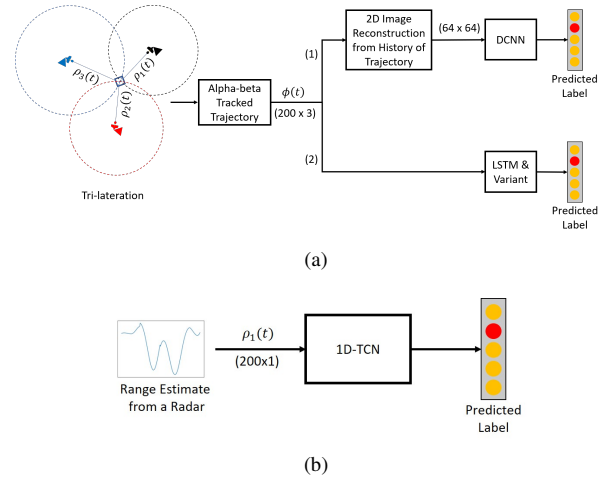 ρ₃(t)
ρ₁(t)
ρ₂(t)
Tri-lateration
Alpha-beta
Tracked
Trajectory
ϕ(t)
(200 x 3)
(1)
2D Image
Reconstruction
from History of
Trajectory
(64 x 64)
DCNN
Predicted
Label
(2)
LSTM &
Variant
Predicted
Label
(a)
Range Estimate
from a Radar
ρ₁(t)
(200x1)
1D-TCN
Predicted
Label
(b)